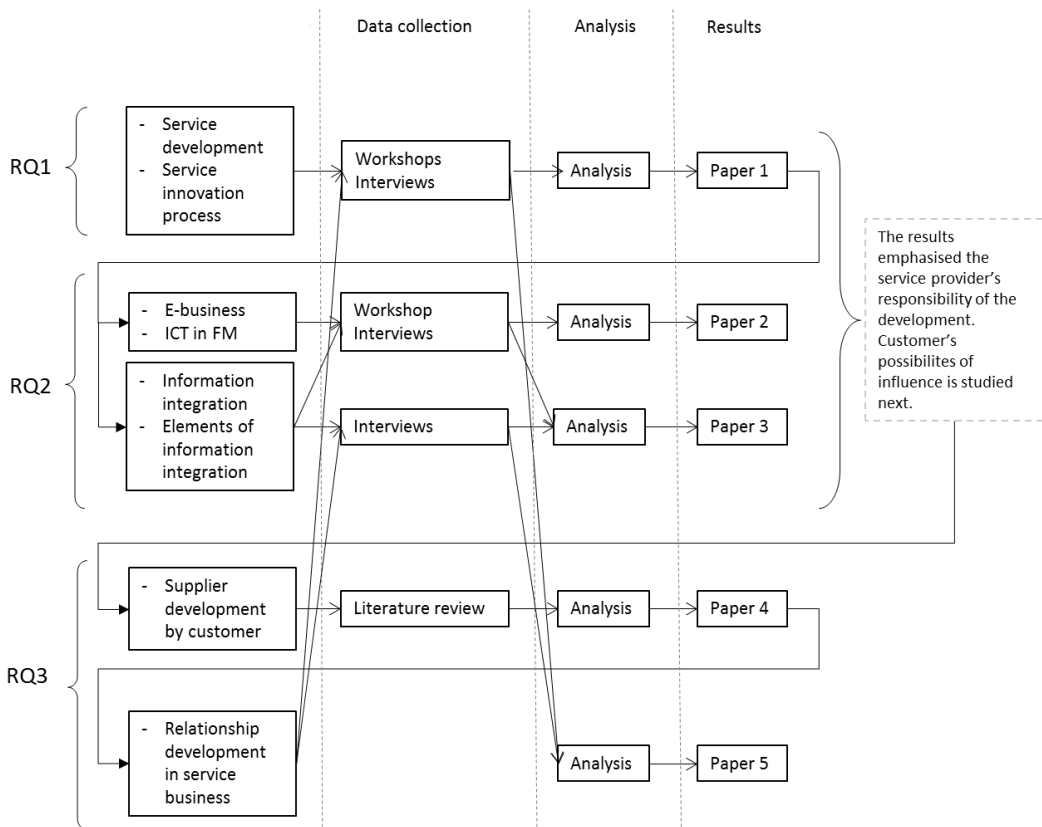 Data collection
Analysis
Results
RQ1
- Service
development
- Service
innovation
process
Workshops
Interviews
Analysis
Paper 1
The results
emphasised the
service provider's
responsibility of the
development.
Customer's
possibilites of
influence is studied
next.
RQ2
- E-business
- ICT in FM
Workshop
Interviews
Analysis
Paper 2
- Information
integration
- Elements of
information
integration
Interviews
Analysis
Paper 3
RQ3
- Supplier
development
by customer
Literature review
Analysis
Paper 4
- Relationship
development
in service
business
Analysis
Paper 5